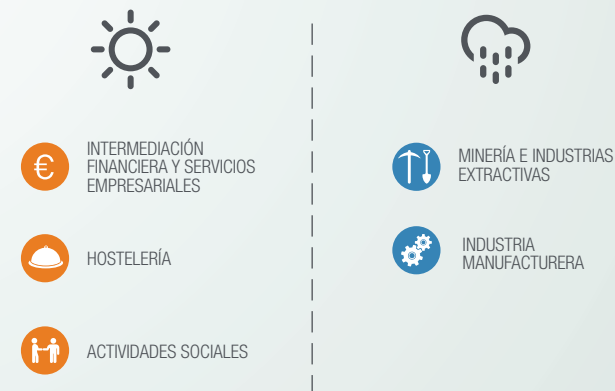 €
INTERMEDIACIÓN
FINANCIERA Y SERVICIOS
EMPRESARIALES
HOSTELERÍA
ACTIVIDADES SOCIALES
MINERÍA E INDUSTRIAS
EXTRACTIVAS
INDUSTRIA
MANUFACTURERA